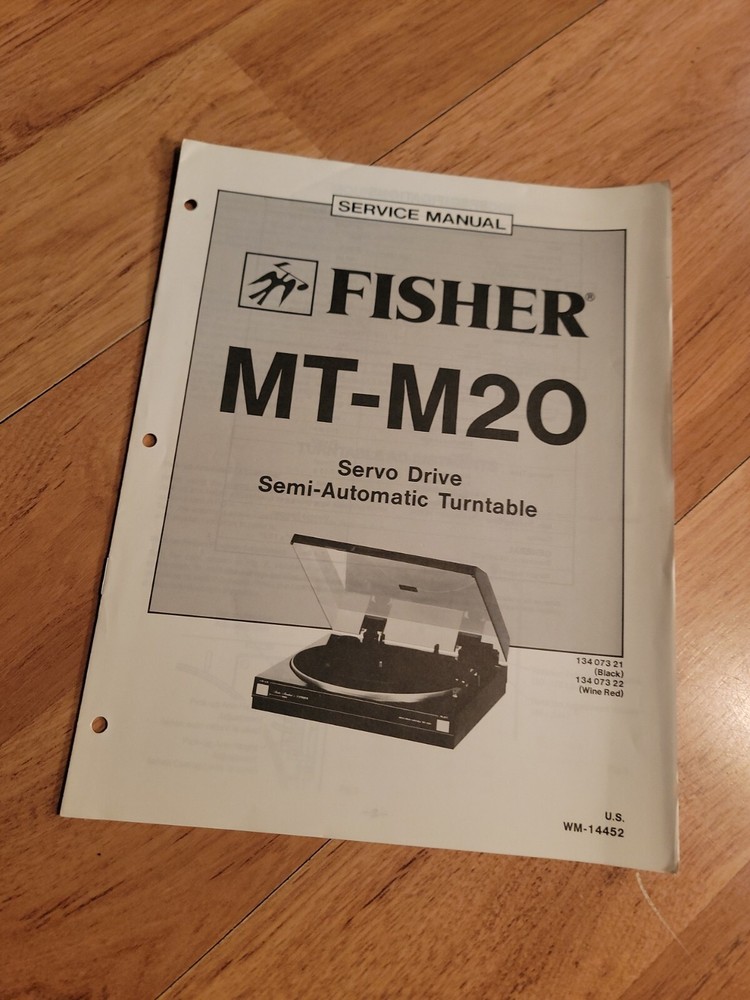 SERVICE MANUAL
FISHER®
MT-M20
Servo Drive
Semi-Automatic Turntable
134 073 21
(Black)
134 073 22
(Wine Red)
U.S.
WM-14452